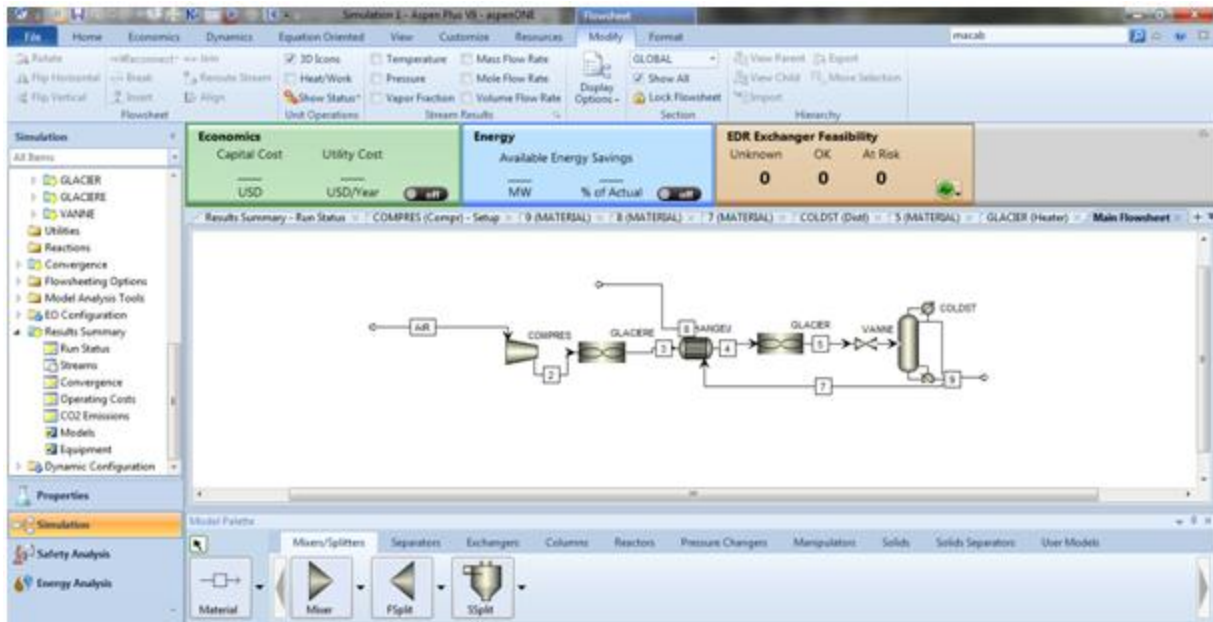 Simulation 1 - Aspen Plus V9 - aspenONE
Flowsheet
File Home Economics Dynamics Equation Oriented View Customize Resources Modify Format
macab
Rotate Reconnect Join
Flip Horizontal Break Reroute Stream
Flip Vertical Insert Align
Flowsheet
3D Icons
Heat/Work
Show Status
Unit Operations
Temperature Mass Flow Rate
Pressure Mole Flow Rate
Vapor Fraction Volume Flow Rate
Stream Results
Display Options
GLOBAL
Show All
Lock Flowsheet
Section
View Parent Export
View Child Move Selection
Import
Hierarchy
Simulation
All Items
GLACIER
GLACIERE
VANNE
Utilities
Reactions
Convergence
Flowsheeting Options
Model Analysis Tools
EO Configuration
Results Summary
Run Status
Streams
Convergence
Operating Costs
CO2 Emissions
Models
Equipment
Dynamic Configuration
Properties
Simulation
Safety Analysis
Energy Analysis
Economics
Capital Cost Utility Cost
USD USD/Year off
Energy
Available Energy Savings
MW % of Actual off
EDR Exchanger Feasibility
Unknown OK At Risk
0 0 0
Results Summary - Run Status COMPRES (Compr) - Setup 9 (MATERIAL) 8 (MATERIAL) 7 (MATERIAL) COLDST (Distl) 5 (MATERIAL) GLACIER (Heater) Main Flowsheet +
AIR
COMPRES
2
GLACIERE
3
8
4
GLACIER
5
VANNE
COLDST
7
9
Model Palette
Mixers/Splitters Separators Exchangers Columns Reactors Pressure Changers Manipulators Solids Solids Separators User Models
Material Mixer FSplit SSplit